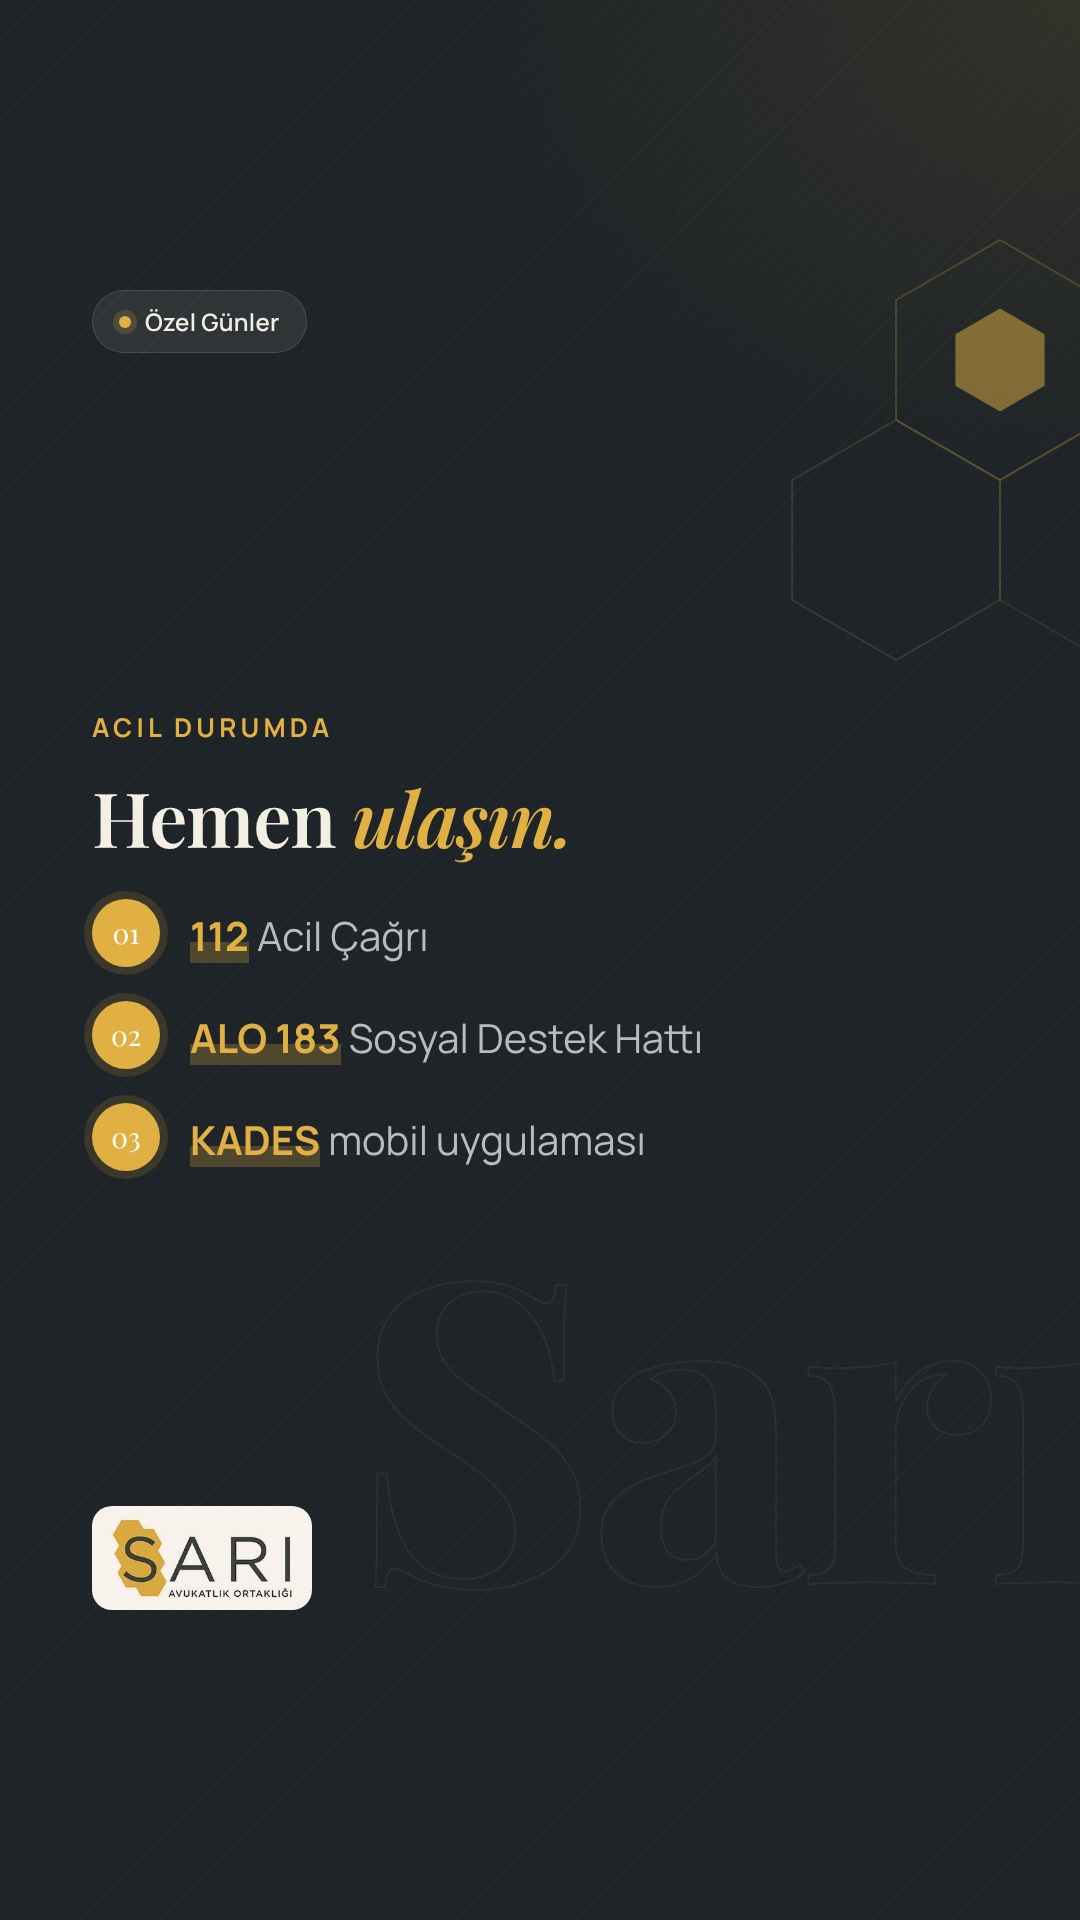 Özel Günler
ACIL DURUMDA
Hemen ulaşın.
01 112 Acil Çağrı
02 ALO 183 Sosyal Destek Hattı
03 KADES mobil uygulaması
Sarı
SARI
AVUKATLIK ORTAKLIĞI